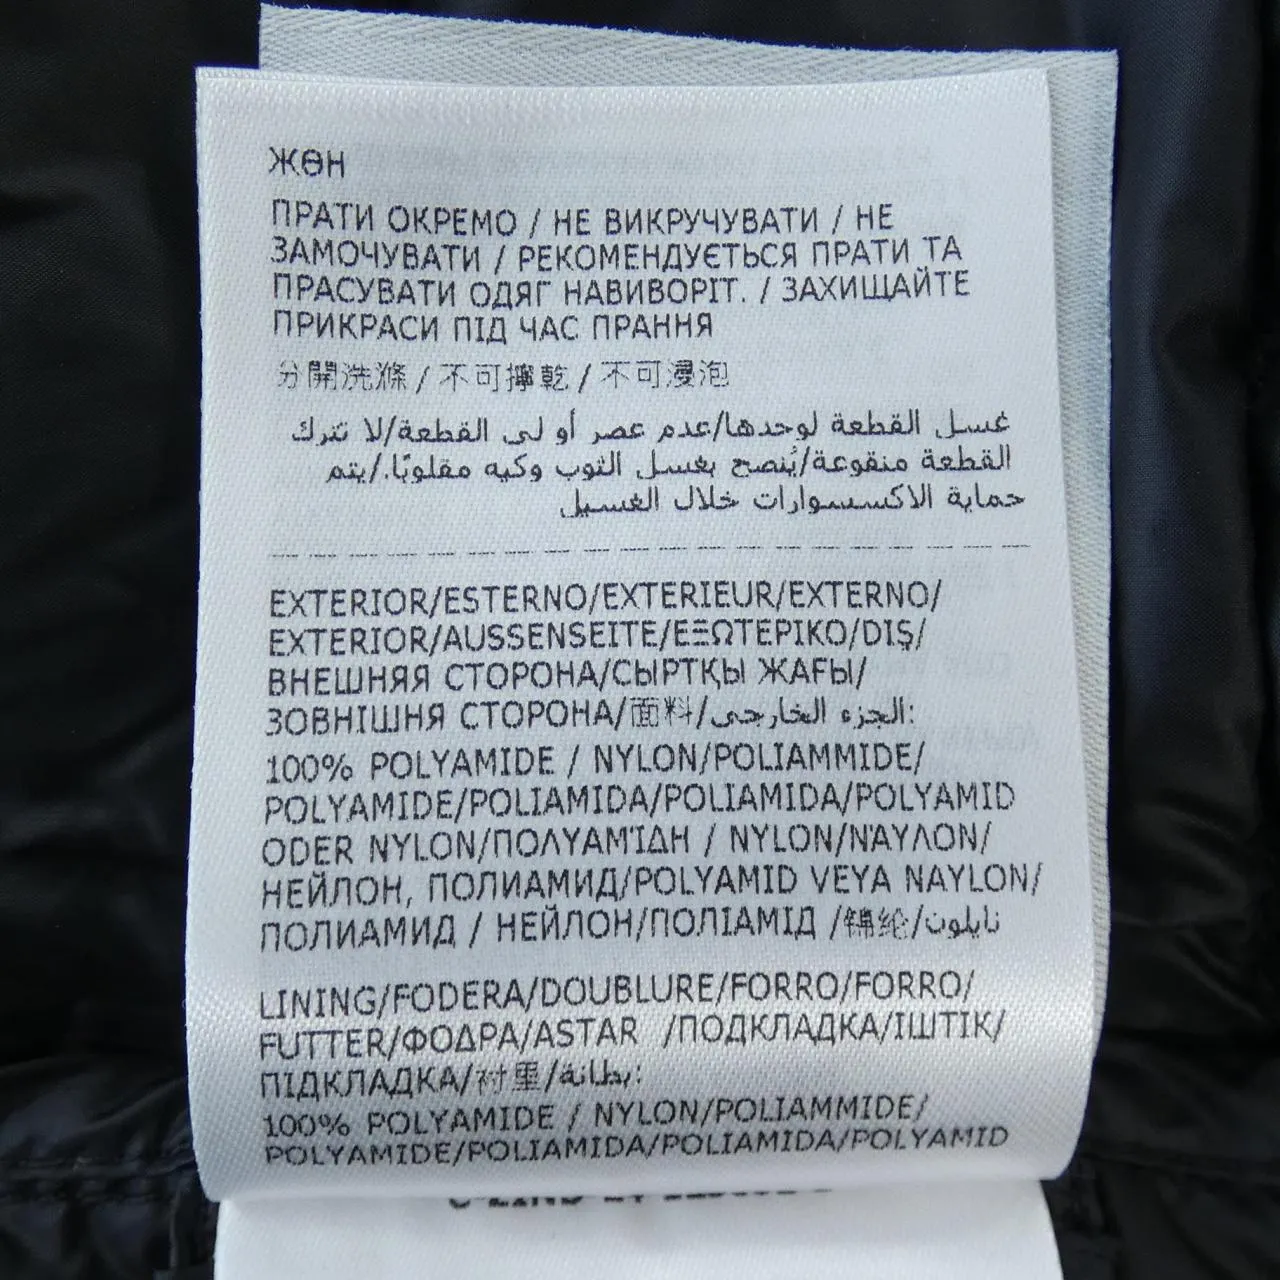 ЖӨН
ПРАТИ ОКРЕМО / НЕ ВИКРУЧУВАТИ / НЕ
ЗАМОЧУВАТИ / РЕКОМЕНДУЄТЬСЯ ПРАТИ ТА
ПРАСУВАТИ ОДЯГ НАВИВОРІТ. / ЗАХИЩАЙТЕ
ПРИКРАСИ ПІД ЧАС ПРАННЯ
分開洗滌 / 不可擰乾 / 不可浸泡
غسل القطعة لوحدها/عدم عصر أو لى القطعة/لا تترك
القطعة منقوعة/يُنصح بغسل الثوب وكيه مقلوبًا./يتم
حماية الاكسسوارات خلال الغسيل
EXTERIOR/ESTERNO/EXTERIEUR/EXTERNO/
EXTERIOR/AUSSENSEITE/ΕΞΩΤΕΡΙΚΟ/DIŞ/
ВНЕШНЯЯ СТОРОНА/СЫРТҚЫ ЖАҒЫ/
ЗОВНІШНЯ СТОРОНА/面料/الجزء الخارجى:
100% POLYAMIDE / NYLON/POLIAMMIDE/
POLYAMIDE/POLIAMIDA/POLIAMIDA/POLYAMID
ODER NYLON/ΠΟΛΥΑΜΊΔΗ / NYLON/ΝΆΥΛΟΝ/
НЕЙЛОН, ПОЛИАМИД/POLYAMID VEYA NAYLON/
ПОЛИАМИД / НЕЙЛОН/ПОЛІАМІД /锦纶/نايلون
LINING/FODERA/DOUBLURE/FORRO/FORRO/
FUTTER/ΦΟΔΡΑ/ASTAR /ПОДКЛАДКА/ІШТІК/
ПІДКЛАДКА/衬里/بطانة:
100% POLYAMIDE / NYLON/POLIAMMIDE/
POLYAMIDE/POLIAMIDA/POLIAMIDA/POLYAMID